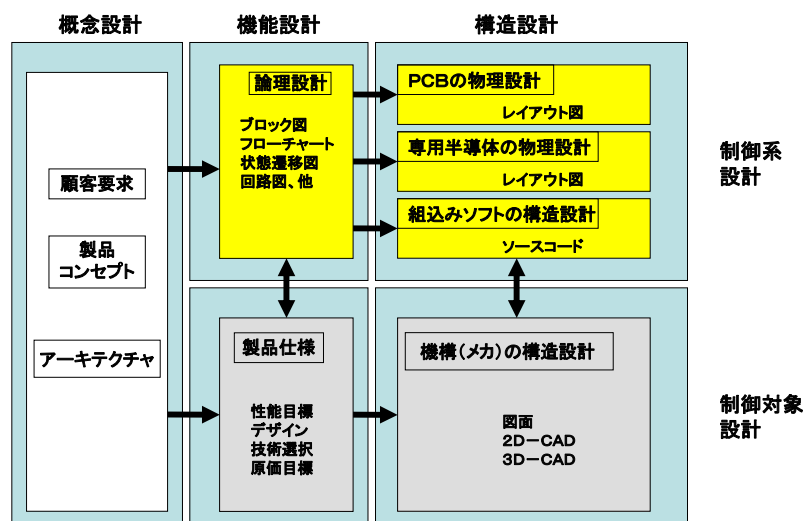 概念設計
機能設計
構造設計
顧客要求
製品
コンセプト
アーキテクチャ
論理設計
ブロック図
フローチャート
状態遷移図
回路図、他
PCBの物理設計
レイアウト図
専用半導体の物理設計
レイアウト図
組込みソフトの構造設計
ソースコード
制御系
設計
製品仕様
性能目標
デザイン
技術選択
原価目標
機構(メカ)の構造設計
図面
2D-CAD
3D-CAD
制御対象
設計